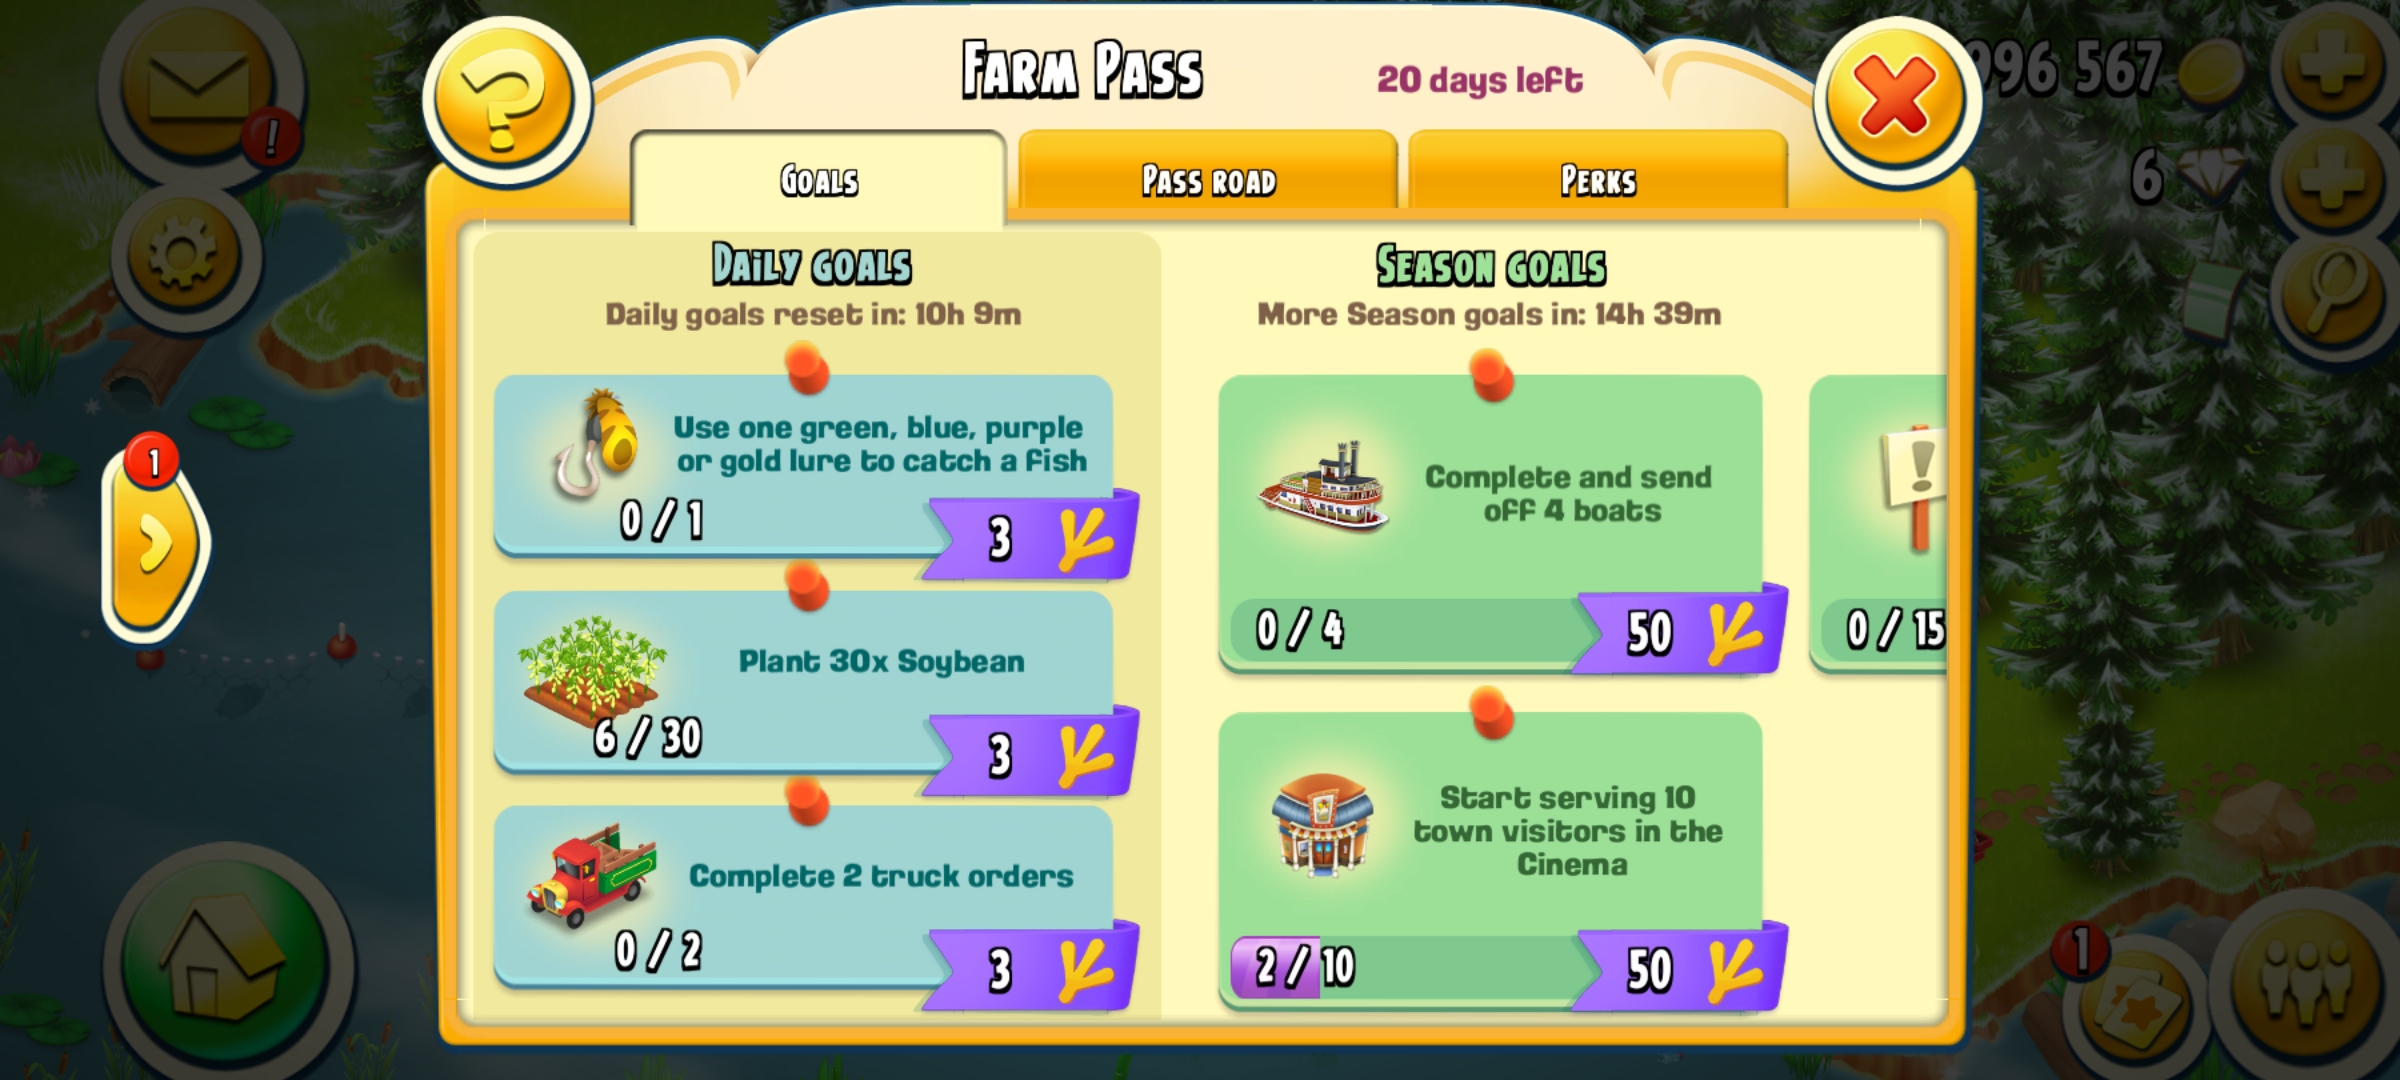 FARM PASS
20 days left
996 567
6
GOALS
PASS ROAD
PERKS
DAILY GOALS
Daily goals reset in: 10h 9m
Use one green, blue, purple
or gold lure to catch a fish
0 / 1
3
Plant 30x Soybean
6 / 30
3
Complete 2 truck orders
0 / 2
3
SEASON GOALS
More Season goals in: 14h 39m
Complete and send
off 4 boats
0 / 4
50
Start serving 10
town visitors in the
Cinema
2 / 10
50
!
0 / 15
?
!
1
1